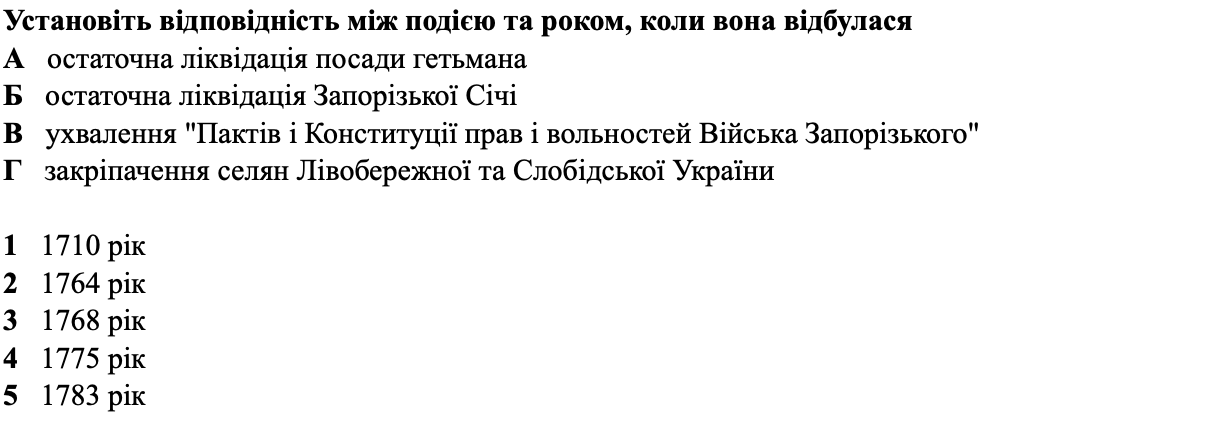 Установіть відповідність між подією та роком, коли вона відбулася
А остаточна ліквідація посади гетьмана
Б остаточна ліквідація Запорізької Січі
В ухвалення "Пактів і Конституції прав і вольностей Війська Запорізького"
Г закріпачення селян Лівобережної та Слобідської України
1 1710 рік
2 1764 рік
3 1768 рік
4 1775 рік
5 1783 рік